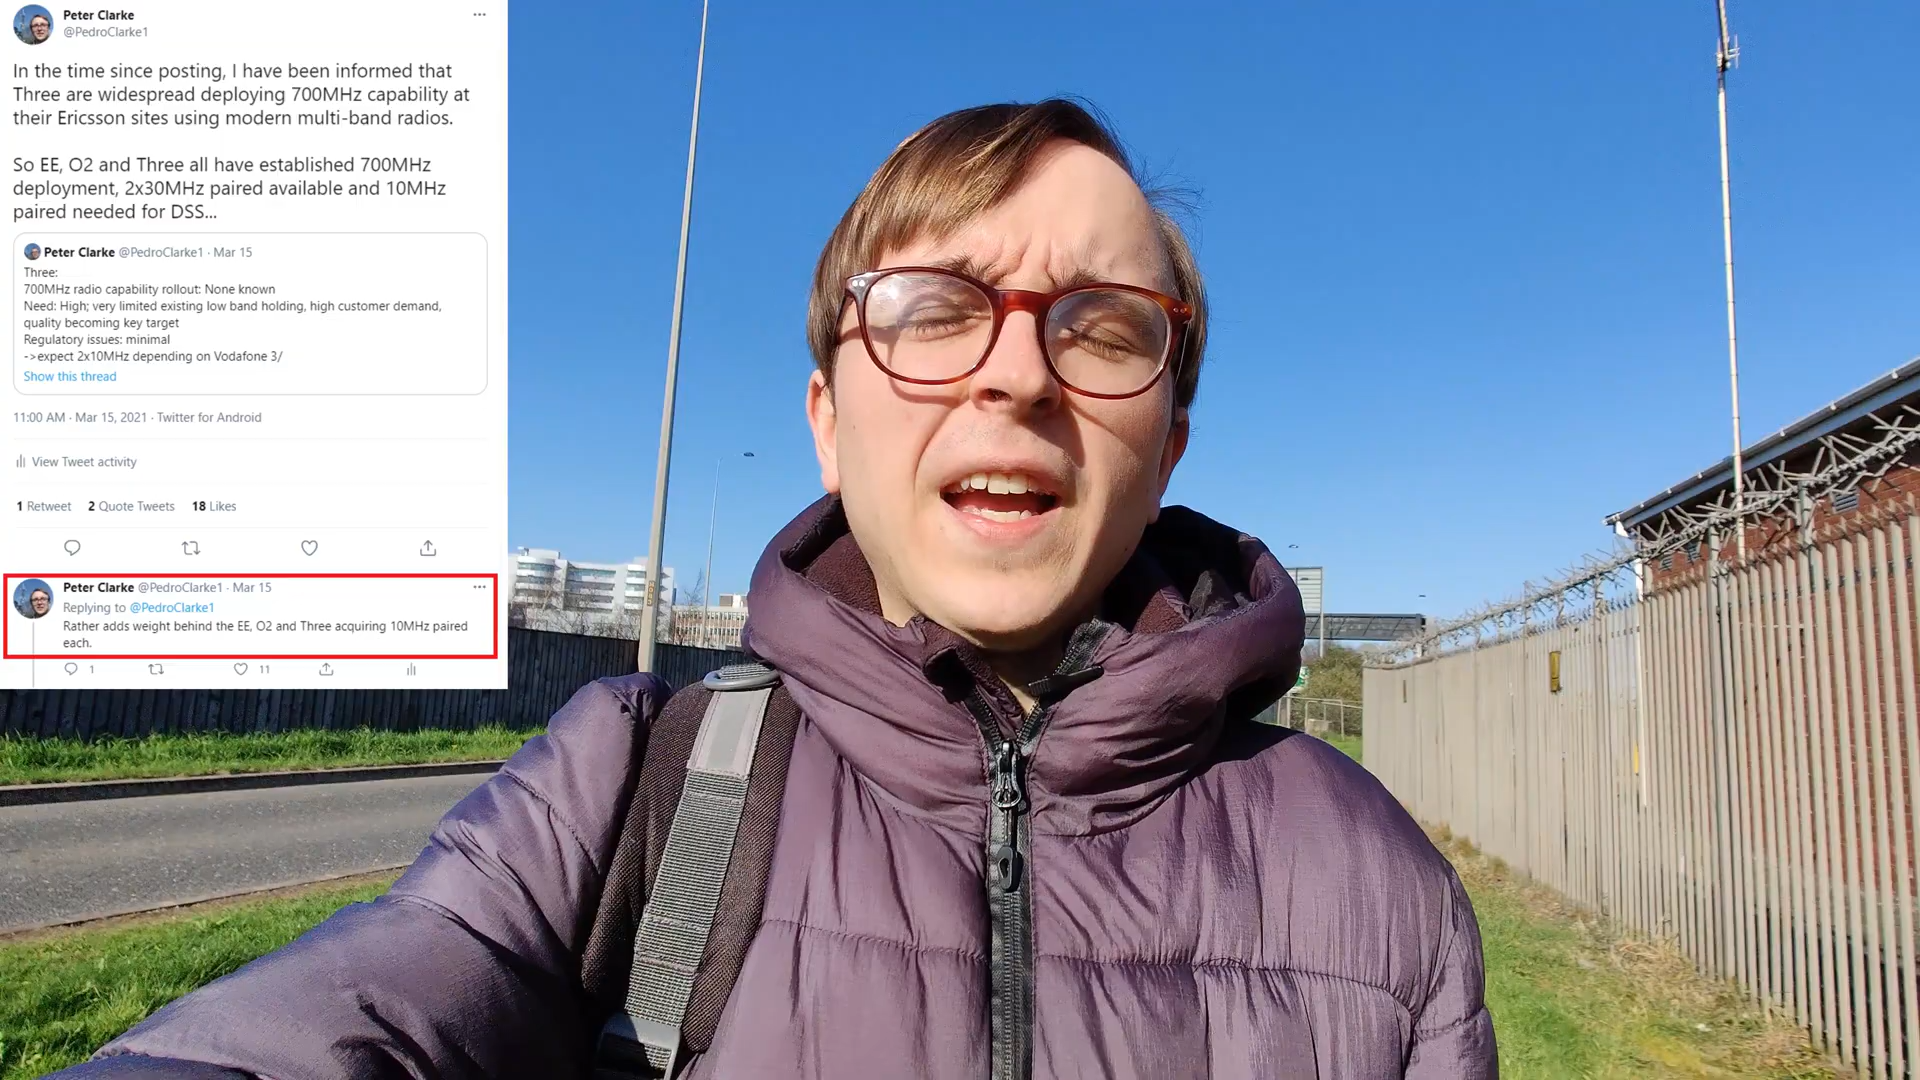 Peter Clarke
@PedroClarke1
In the time since posting, I have been informed that
Three are widespread deploying 700MHz capability at
their Ericsson sites using modern multi-band radios.
So EE, O2 and Three all have established 700MHz
deployment, 2x30MHz paired available and 10MHz
paired needed for DSS...
Peter Clarke @PedroClarke1 · Mar 15
Three:
700MHz radio capability rollout: None known
Need: High; very limited existing low band holding, high customer demand,
quality becoming key target
Regulatory issues: minimal
->expect 2x10MHz depending on Vodafone 3/
Show this thread
11:00 AM · Mar 15, 2021 · Twitter for Android
View Tweet activity
1 Retweet 2 Quote Tweets 18 Likes
Peter Clarke @PedroClarke1 · Mar 15
Replying to @PedroClarke1
Rather adds weight behind the EE, O2 and Three acquiring 10MHz paired
each.
1 11